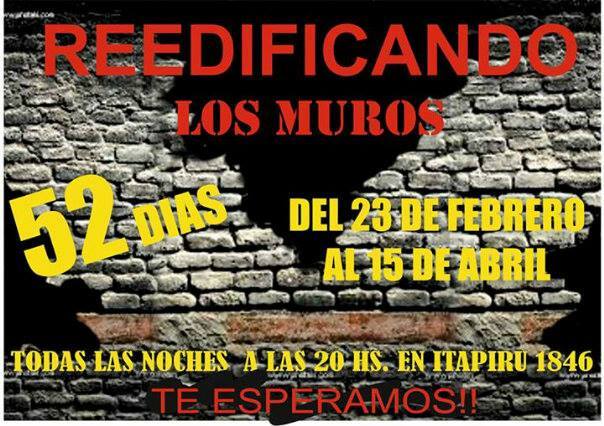 REEDIFICANDO
LOS MUROS
52 DIAS
DEL 23 DE FEBRERO
AL 15 DE ABRIL
TODAS LAS NOCHES A LAS 20 HS. EN ITAPIRU 1846
TE ESPERAMOS!!